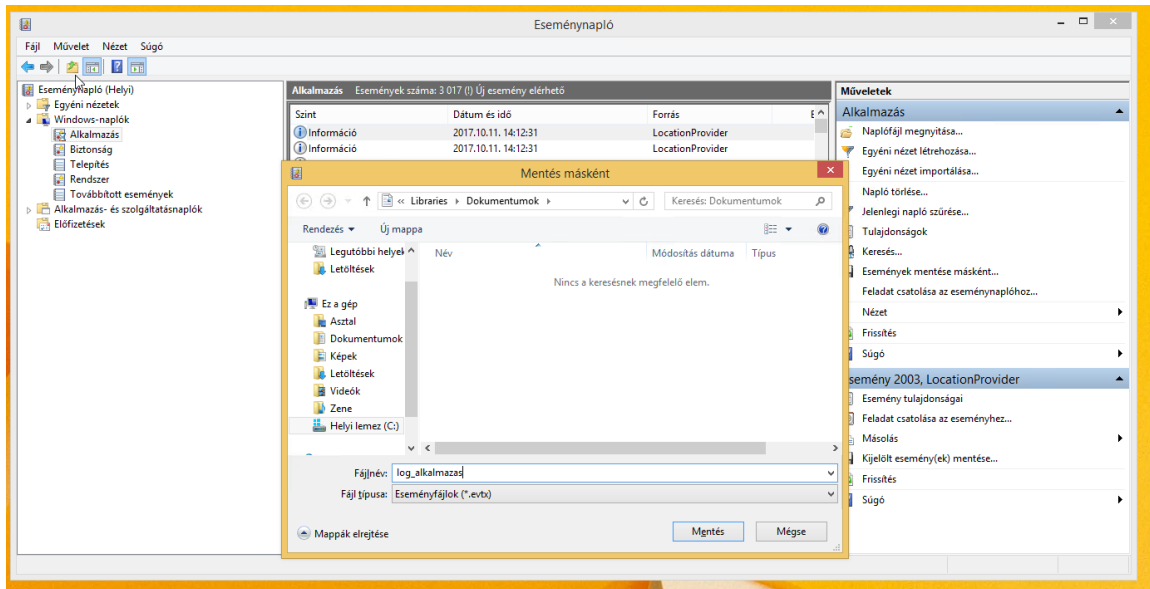 Eseménynapló
Fájl Művelet Nézet Súgó
Eseménynapló (Helyi)
Egyéni nézetek
Windows-naplók
Alkalmazás
Biztonság
Telepítés
Rendszer
Továbbított események
Alkalmazás- és szolgáltatásnaplók
Előfizetések
Alkalmazás Események száma: 3 017 (!) Új esemény elérhető
Szint Dátum és idő Forrás
Információ 2017.10.11. 14:12:31 LocationProvider
Információ 2017.10.11. 14:12:31 LocationProvider
Mentés másként
« Libraries Dokumentumok
Keresés: Dokumentumok
Rendezés Új mappa
Legutóbbi helyek
Letöltések
Ez a gép
Asztal
Dokumentumok
Képek
Letöltések
Videók
Zene
Helyi lemez (C:)
Név Módosítás dátuma Típus
Nincs a keresésnek megfelelő elem.
Fájlnév: log_alkalmazas
Fájl típusa: Eseményfájlok (*.evtx)
Mappák elrejtése
Mentés Mégse
Műveletek
Alkalmazás
Naplófájl megnyitása...
Egyéni nézet létrehozása...
Egyéni nézet importálása...
Napló törlése...
Jelenlegi napló szűrése...
Tulajdonságok
Keresés...
Események mentése másként...
Feladat csatolása az eseménynaplóhoz...
Nézet
Frissítés
Súgó
semény 2003, LocationProvider
Esemény tulajdonságai
Feladat csatolása az eseményhez...
Másolás
Kijelölt esemény(ek) mentése...
Frissítés
Súgó